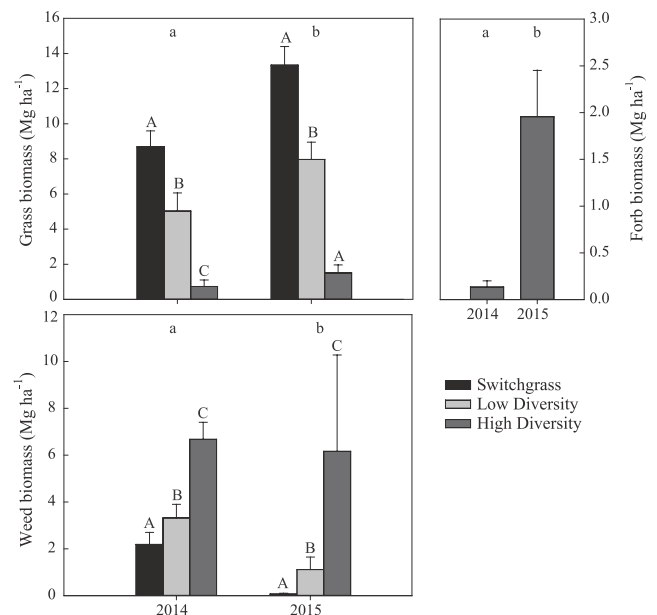 16
14
12
10
8
6
4
2
0
Grass biomass (Mg ha⁻¹)
a
b
A
B
C
A
B
A
3.0
2.5
2.0
1.5
1.0
0.5
0.0
Forb biomass (Mg ha⁻¹)
a
b
2014
2015
12
10
8
6
4
2
0
Weed biomass (Mg ha⁻¹)
a
b
A
B
C
A
B
C
2014
2015
Switchgrass
Low Diversity
High Diversity